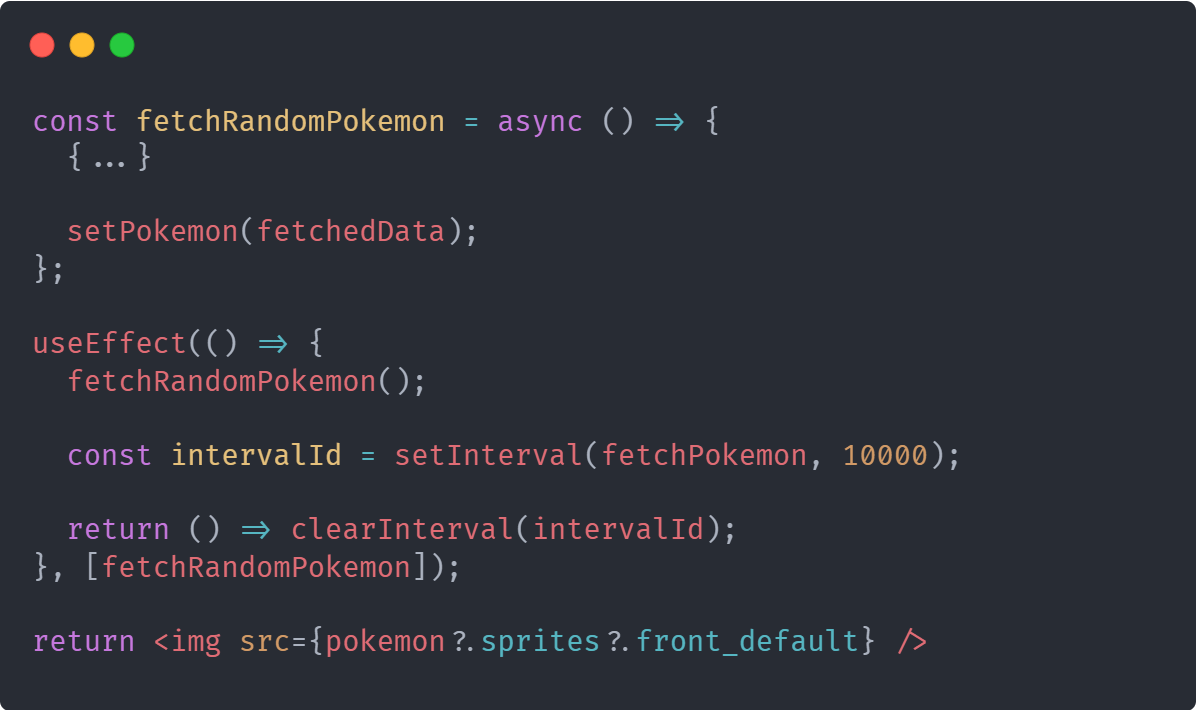 const fetchRandomPokemon = async () => {
  {...}

  setPokemon(fetchedData);
};

useEffect(() => {
  fetchRandomPokemon();

  const intervalId = setInterval(fetchPokemon, 10000);

  return () => clearInterval(intervalId);
}, [fetchRandomPokemon]);

return <img src={pokemon?.sprites?.front_default} />